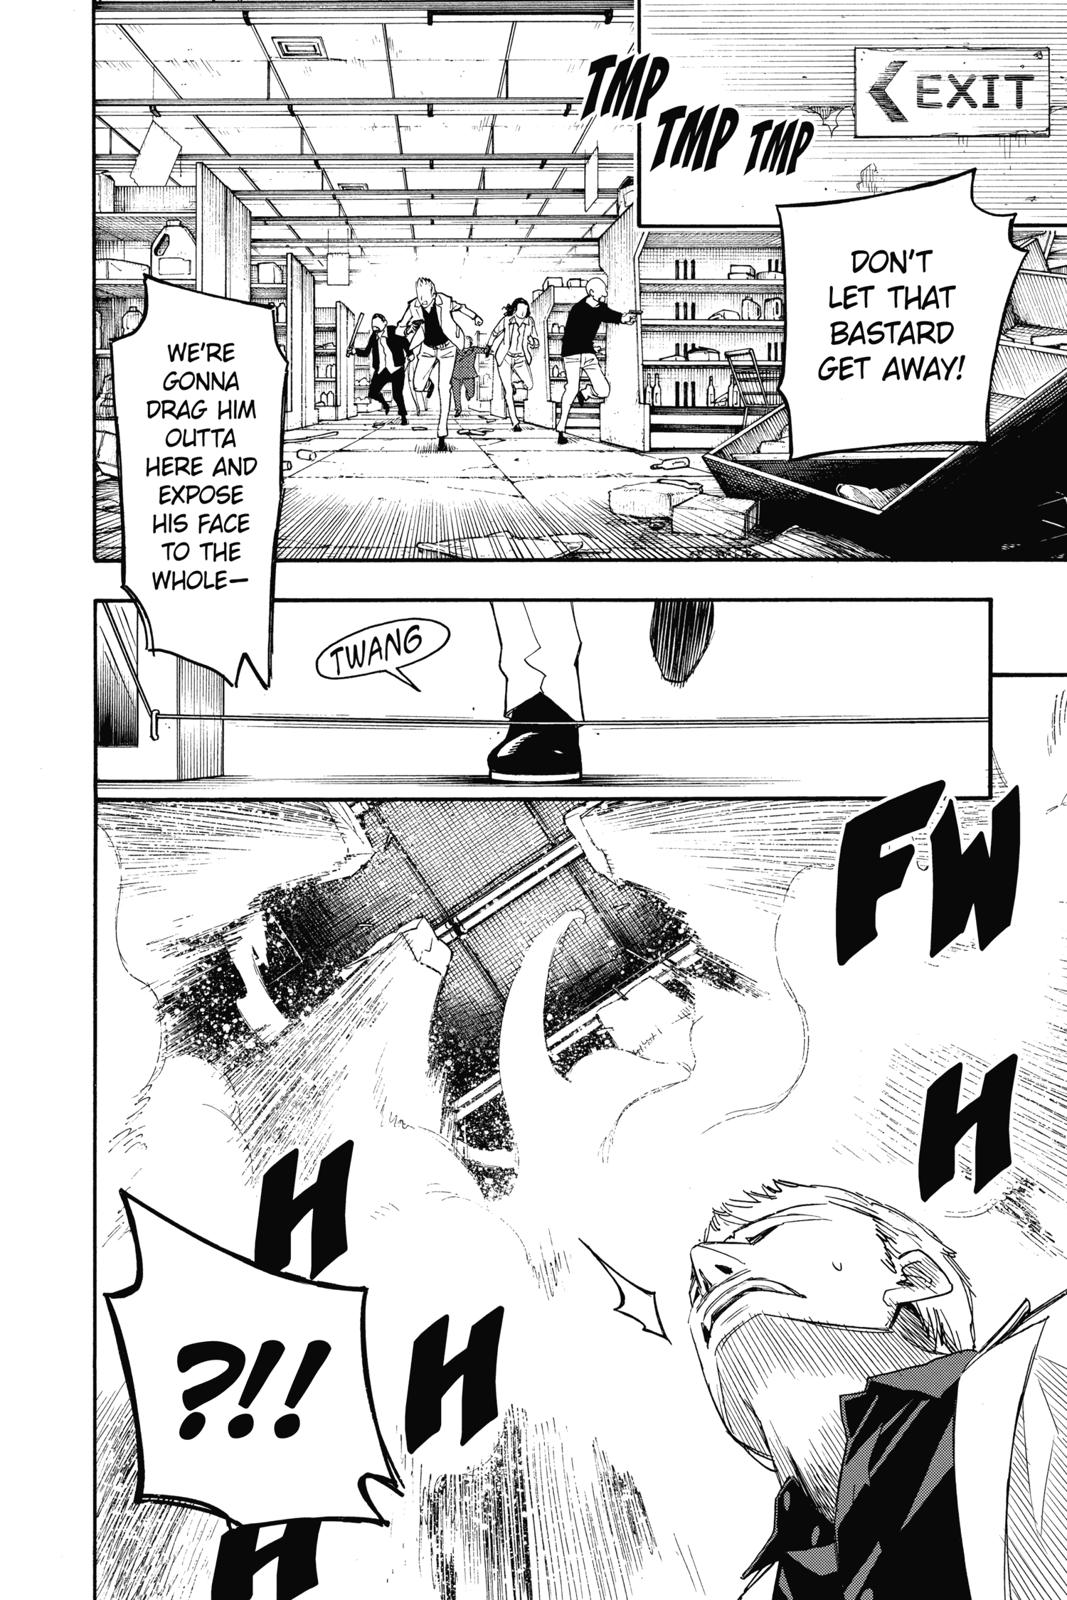 EXIT
TMP
TMP
TMP
DON'T
LET THAT
BASTARD
GET AWAY!
WE'RE
GONNA
DRAG HIM
OUTTA
HERE AND
EXPOSE
HIS FACE
TO THE
WHOLE—
TWANG
FW
H
H
H
H
?!!